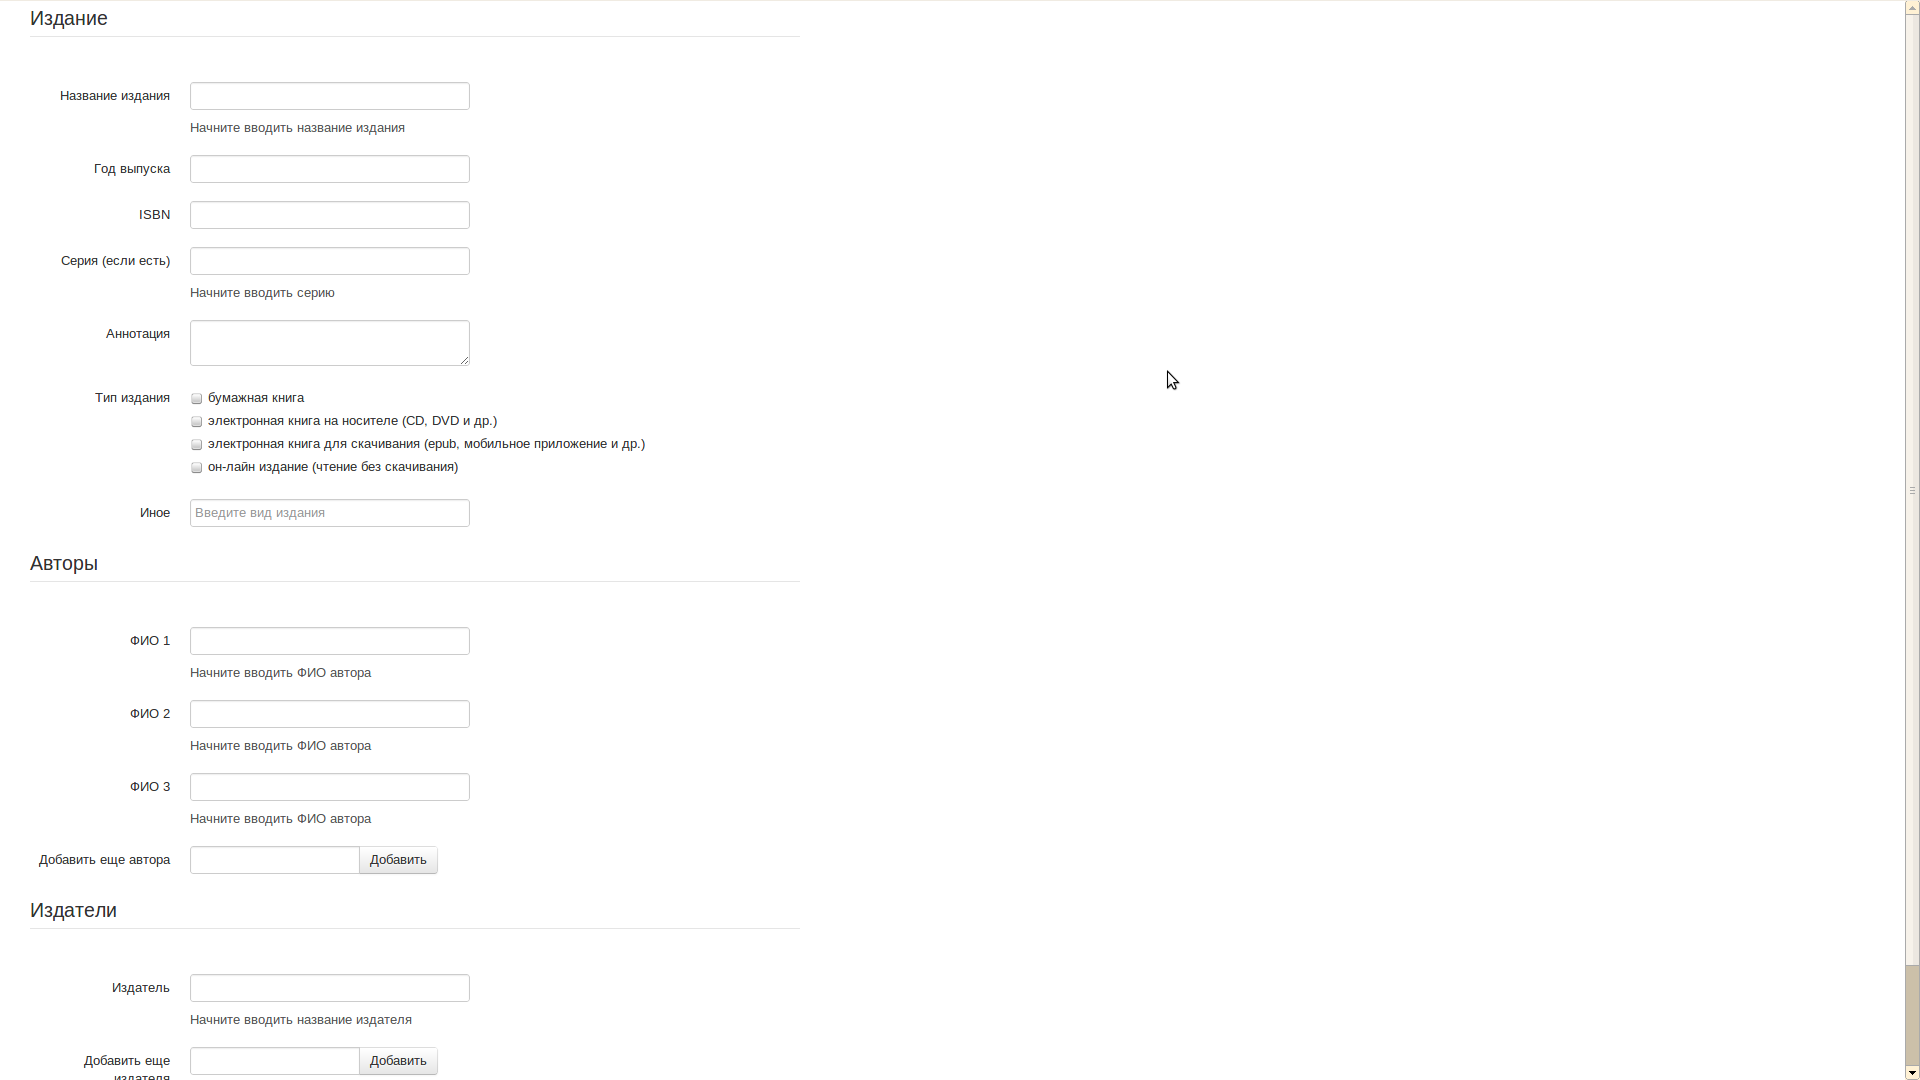 Издание
Название издания
Начните вводить название издания
Год выпуска
ISBN
Серия (если есть)
Начните вводить серию
Аннотация
Тип издания
бумажная книга
электронная книга на носителе (CD, DVD и др.)
электронная книга для скачивания (epub, мобильное приложение и др.)
он-лайн издание (чтение без скачивания)
Иное
Введите вид издания
Авторы
ФИО 1
Начните вводить ФИО автора
ФИО 2
Начните вводить ФИО автора
ФИО 3
Начните вводить ФИО автора
Добавить еще автора
Добавить
Издатели
Издатель
Начните вводить название издателя
Добавить еще
издателя
Добавить